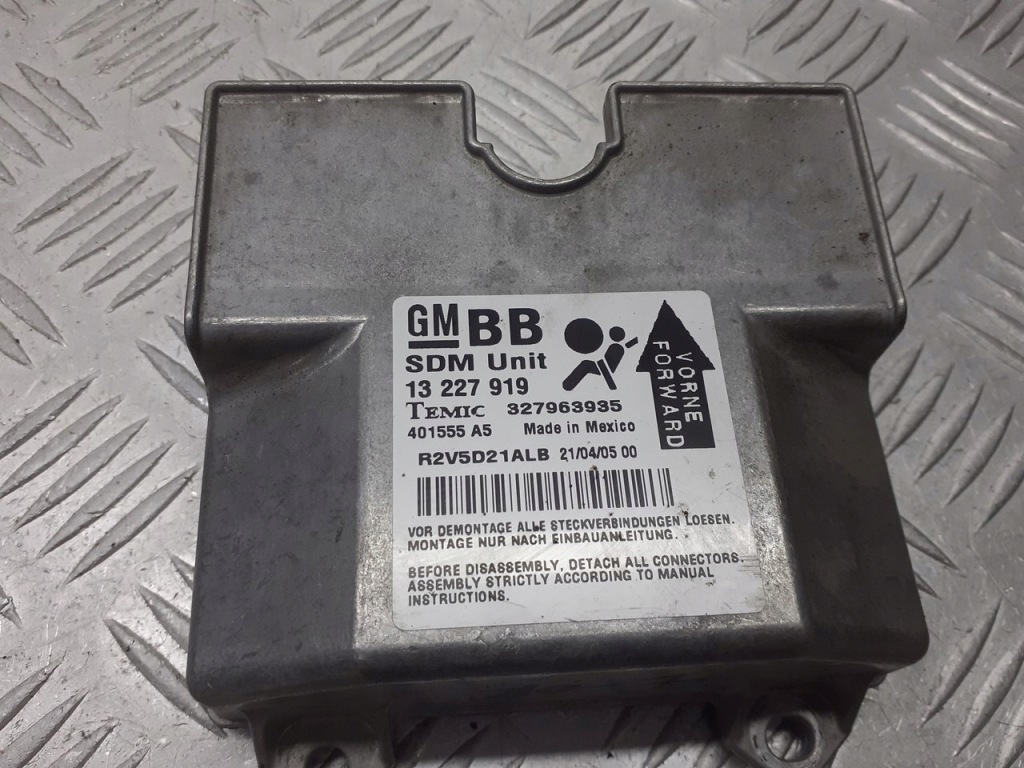 GM BB
SDM Unit
13 227 919
TEMIC 327963935
401555 A5 Made in Mexico
R2V5D21ALB 21/04/05 00
VORNE
FORWARD
VOR DEMONTAGE ALLE STECKVERBINDUNGEN LOESEN.
MONTAGE NUR NACH EINBAUANLEITUNG.
BEFORE DISASSEMBLY, DETACH ALL CONNECTORS.
ASSEMBLY STRICTLY ACCORDING TO MANUAL
INSTRUCTIONS.